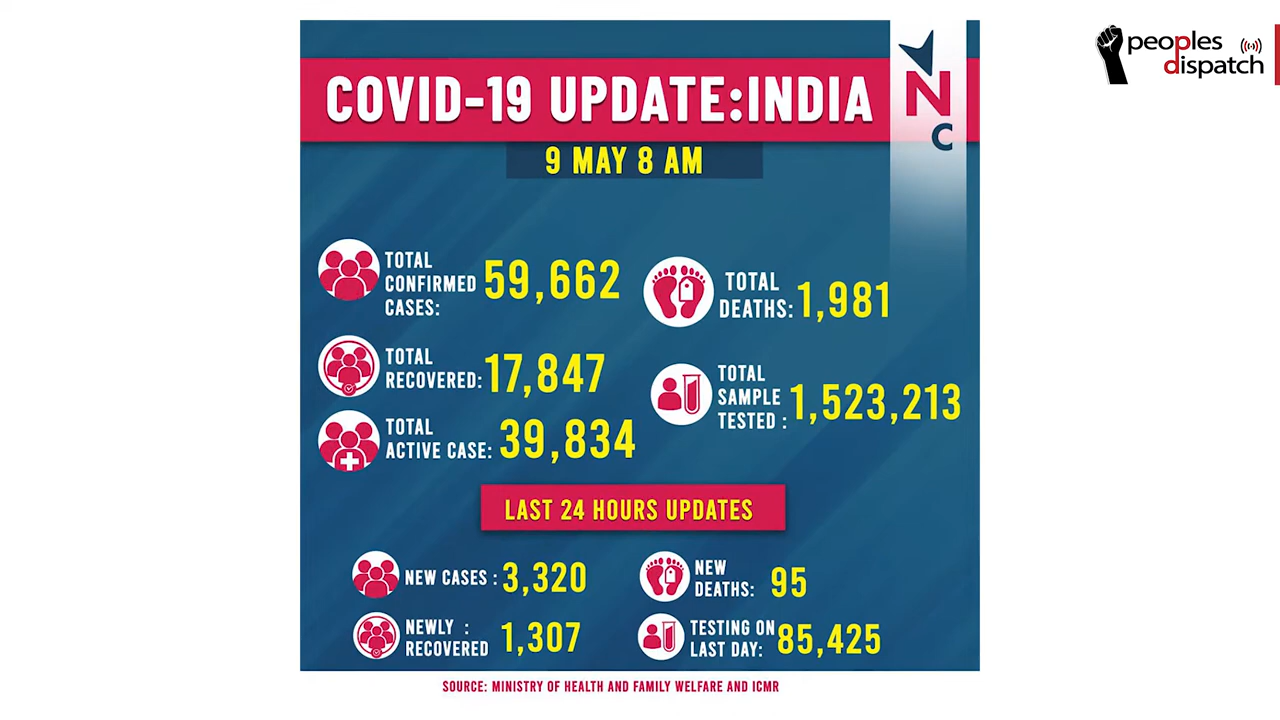 peoples
dispatch
COVID-19 UPDATE:INDIA
N
C
9 MAY 8 AM
TOTAL
CONFIRMED
CASES:
59,662
TOTAL
DEATHS:
1,981
TOTAL
RECOVERED:
17,847
TOTAL
SAMPLE
TESTED :
1,523,213
TOTAL
ACTIVE CASE:
39,834
LAST 24 HOURS UPDATES
NEW CASES : 3,320
NEW
DEATHS:
95
NEWLY :
RECOVERED
1,307
TESTING ON
LAST DAY:
85,425
SOURCE: MINISTRY OF HEALTH AND FAMILY WELFARE AND ICMR